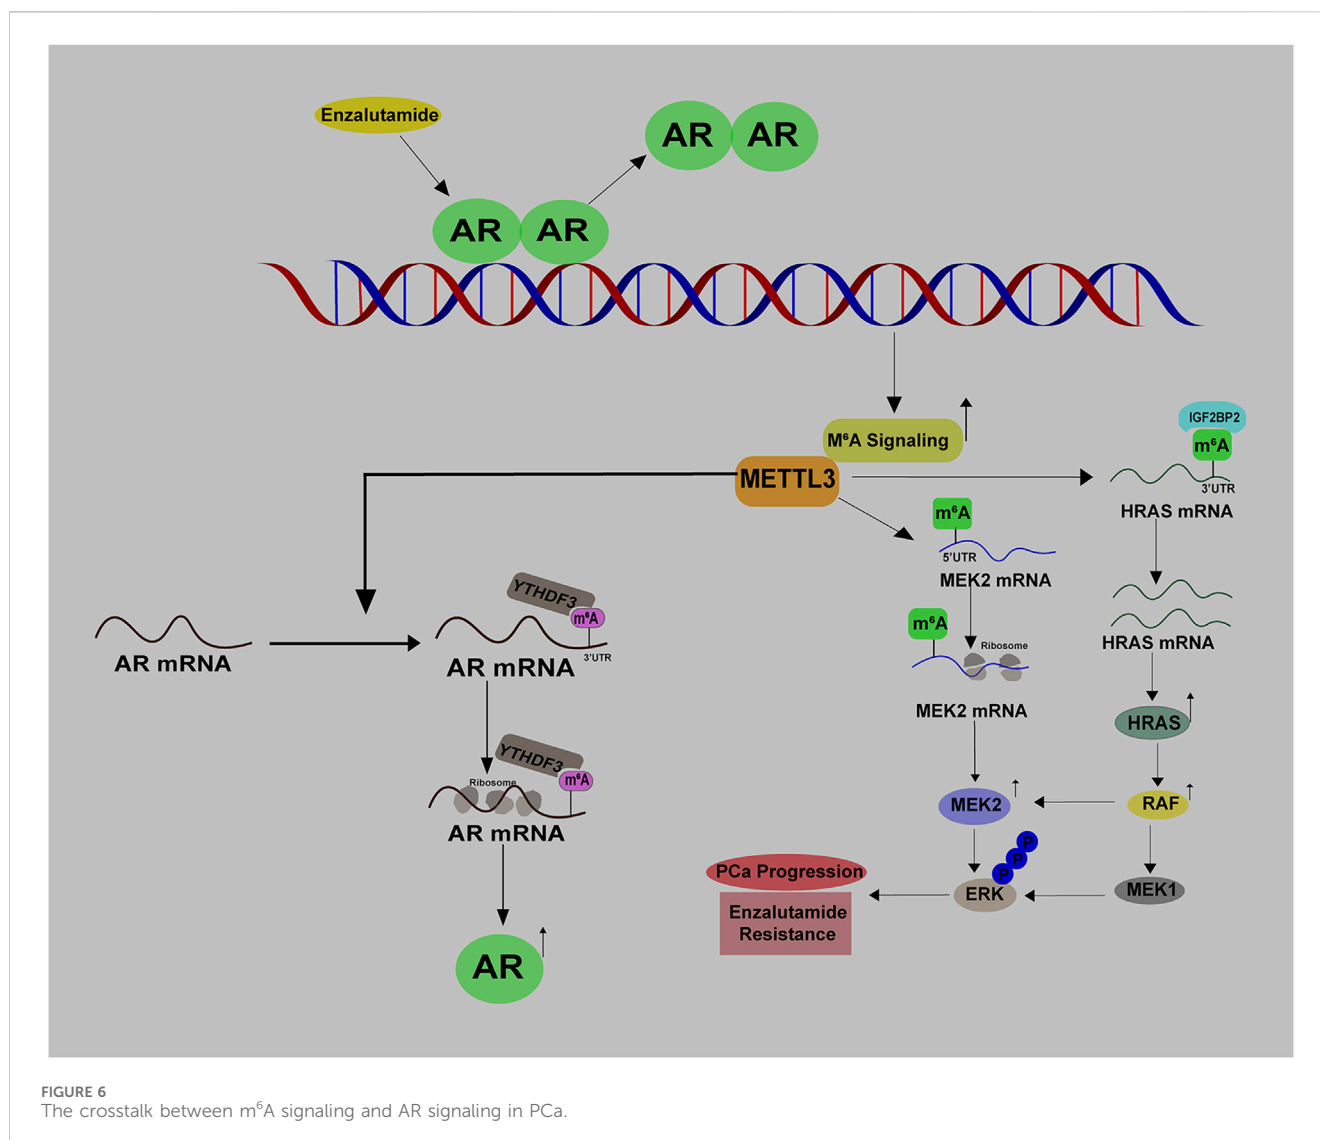 Enzalutamide
AR AR
AR AR
M⁶A Signaling
METTL3
IGF2BP2
m⁶A
3'UTR
HRAS mRNA
m⁶A
5'UTR
MEK2 mRNA
YTHDF3
m⁶A
3'UTR
AR mRNA
AR mRNA
m⁶A
Ribosome
MEK2 mRNA
HRAS mRNA
HRAS
YTHDF3
m⁶A
Ribosome
AR mRNA
MEK2
RAF
P
P
P
PCa Progression
Enzalutamide
Resistance
ERK
MEK1
AR
FIGURE 6
The crosstalk between m⁶A signaling and AR signaling in PCa.